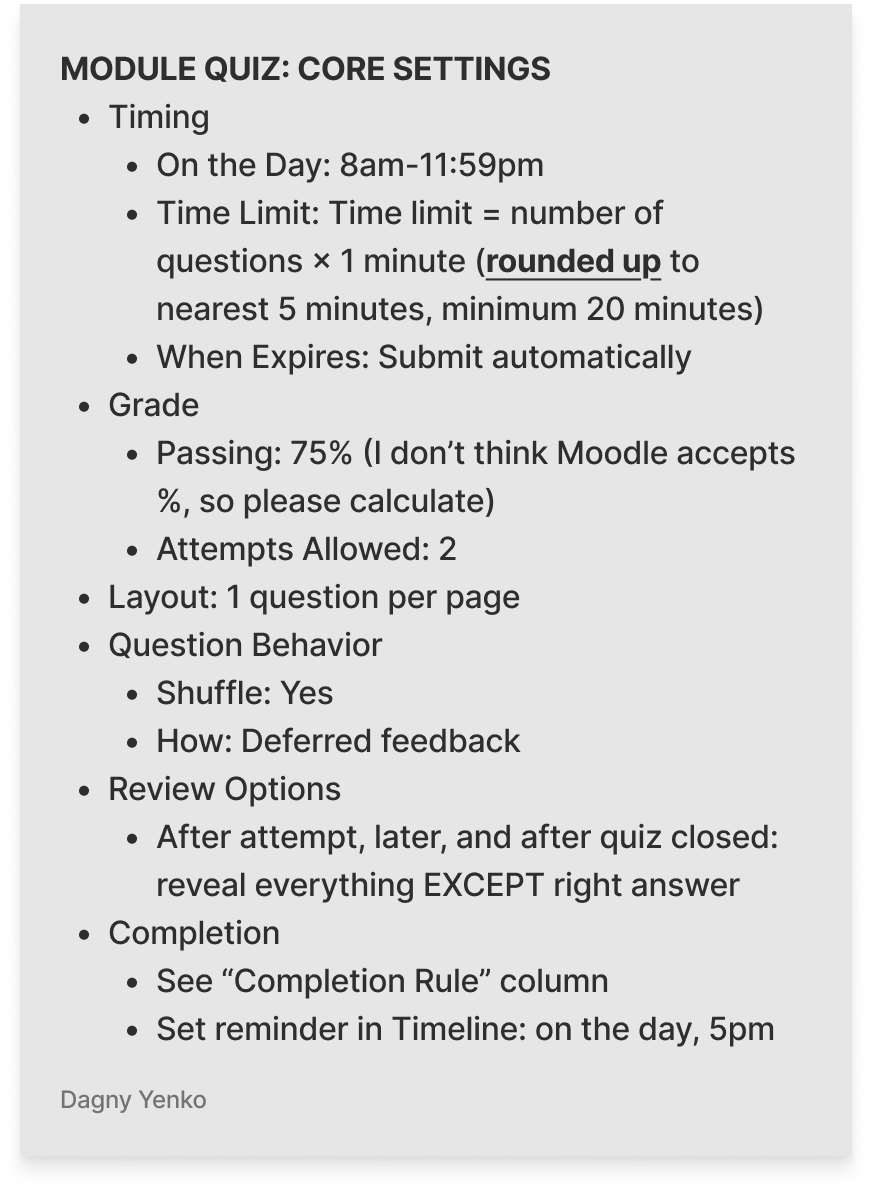 MODULE QUIZ: CORE SETTINGS
• Timing
• On the Day: 8am-11:59pm
• Time Limit: Time limit = number of
questions × 1 minute (rounded up to
nearest 5 minutes, minimum 20 minutes)
• When Expires: Submit automatically
• Grade
• Passing: 75% (I don’t think Moodle accepts
%, so please calculate)
• Attempts Allowed: 2
• Layout: 1 question per page
• Question Behavior
• Shuffle: Yes
• How: Deferred feedback
• Review Options
• After attempt, later, and after quiz closed:
reveal everything EXCEPT right answer
• Completion
• See “Completion Rule” column
• Set reminder in Timeline: on the day, 5pm
Dagny Yenko